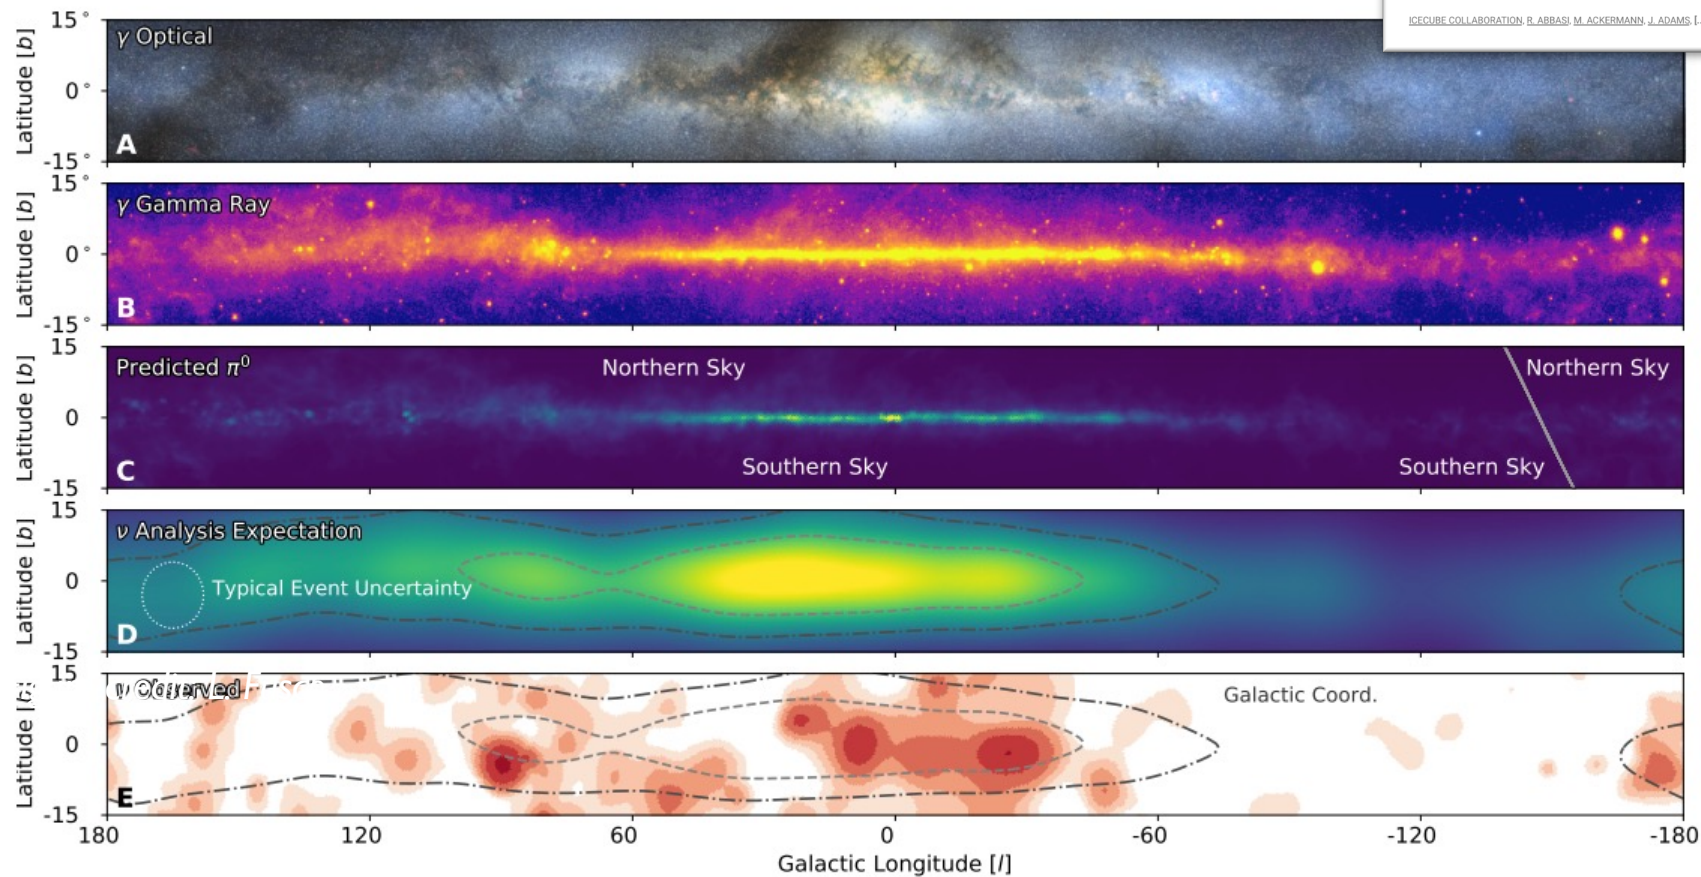 ICECUBE COLLABORATION, R. ABBASI, M. ACKERMANN, J. ADAMS, [..
15°
γ Optical
Latitude [b]
0°
A
-15°
15°
γ Gamma Ray
Latitude [b]
0°
B
-15°
15
Predicted π⁰
Northern Sky
Northern Sky
Latitude [b]
0
C
Southern Sky
Southern Sky
-15
15
ν Analysis Expectation
Latitude [b]
0
Typical Event Uncertainty
D
-15
15
ν Observed
Galactic Coord.
Latitude
0
E
-15
180 120 60 0 -60 -120 -180
Galactic Longitude [l]